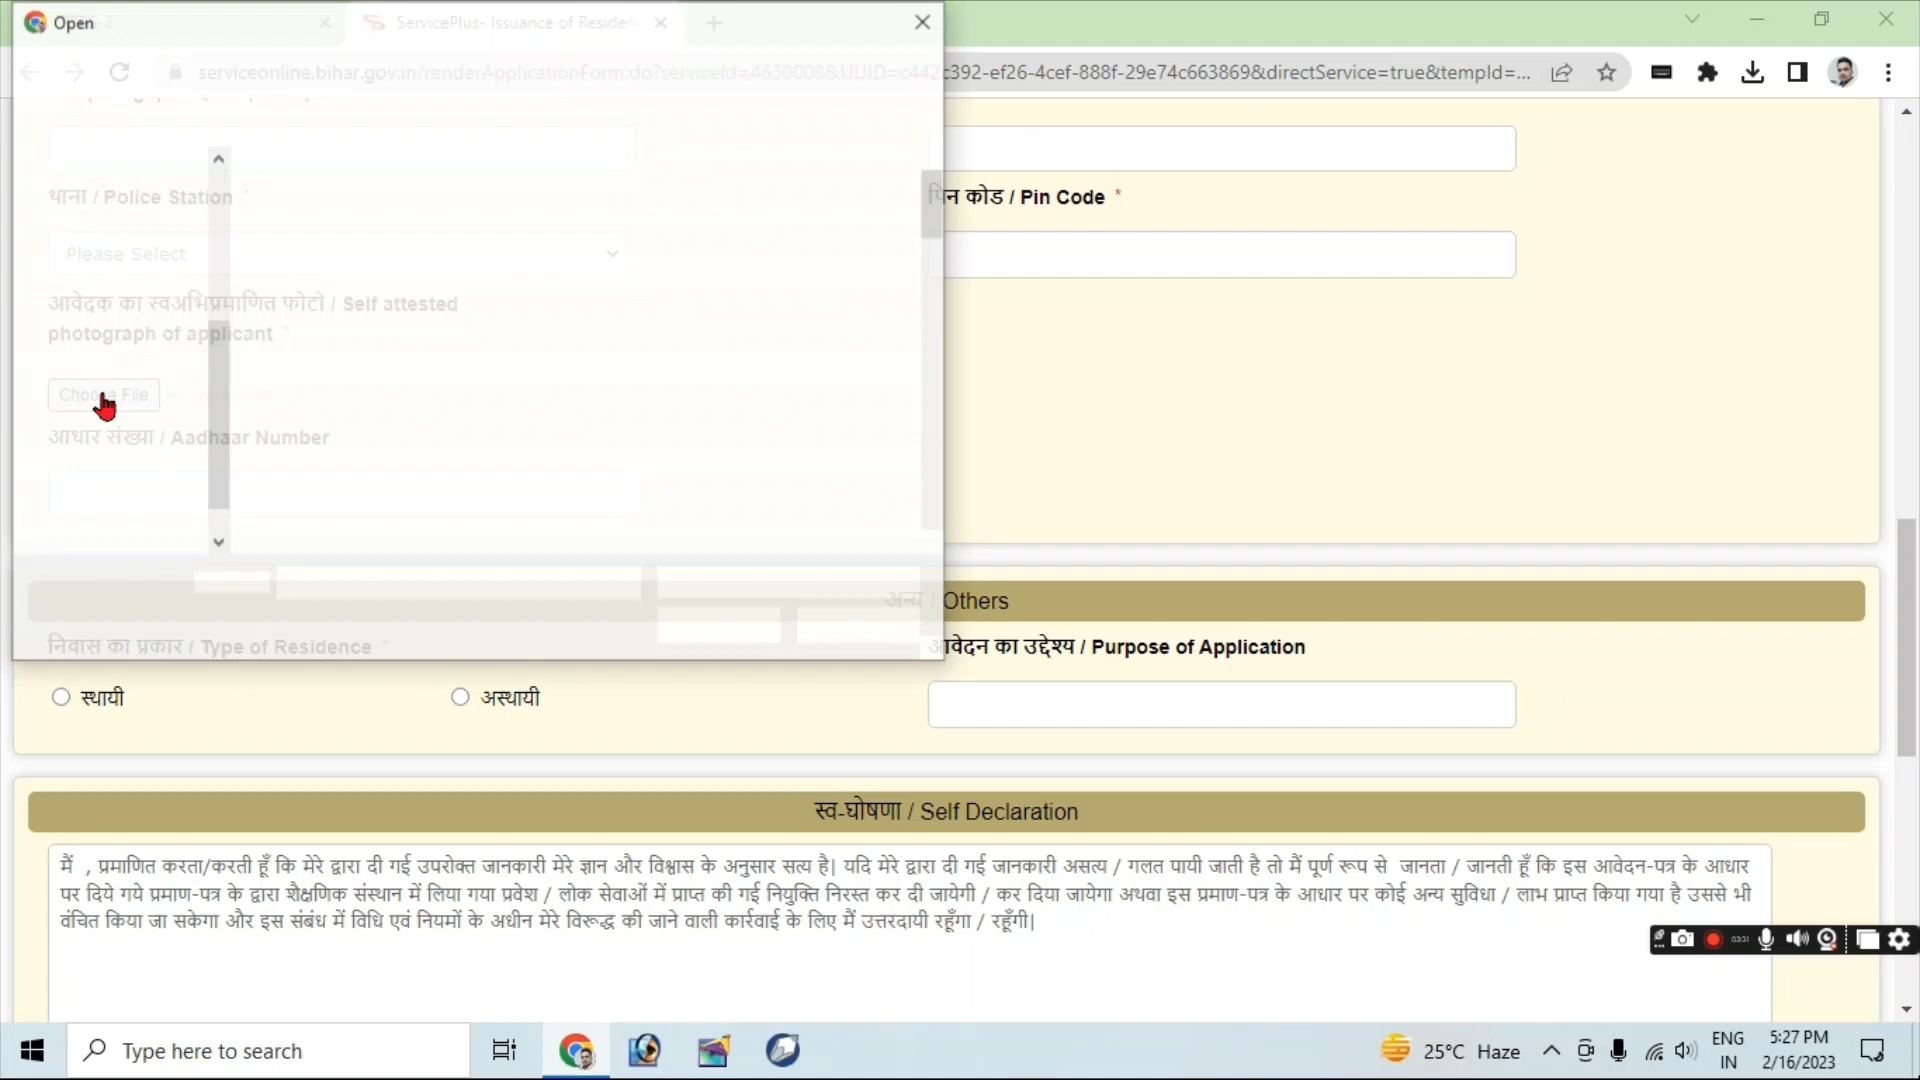 Open
ServicePlus- Issuance of Residen
serviceonline.bihar.gov.in/renderApplicationForm.do?serviceId=4630008&UUID=c442c392-ef26-4cef-888f-29e74c663869&directService=true&tempId=...
थाना / Police Station *
पिन कोड / Pin Code *
Please Select
आवेदक का स्वअभिप्रमाणित फोटो / Self attested
photograph of applicant *
Choose File
आधार संख्या / Aadhaar Number
अन्य / Others
निवास का प्रकार / Type of Residence *
आवेदन का उद्देश्य / Purpose of Application
स्थायी
अस्थायी
स्व-घोषणा / Self Declaration
मैं , प्रमाणित करता/करती हूँ कि मेरे द्वारा दी गई उपरोक्त जानकारी मेरे ज्ञान और विश्वास के अनुसार सत्य है| यदि मेरे द्वारा दी गई जानकारी असत्य / गलत पायी जाती है तो मैं पूर्ण रूप से जानता / जानती हूँ कि इस आवेदन-पत्र के आधार
पर दिये गये प्रमाण-पत्र के द्वारा शैक्षणिक संस्थान में लिया गया प्रवेश / लोक सेवाओं में प्राप्त की गई नियुक्ति निरस्त कर दी जायेगी / कर दिया जायेगा अथवा इस प्रमाण-पत्र के आधार पर कोई अन्य सुविधा / लाभ प्राप्त किया गया है उससे भी
वंचित किया जा सकेगा और इस संबंध में विधि एवं नियमों के अधीन मेरे विरूद्ध की जाने वाली कार्रवाई के लिए मैं उत्तरदायी रहूँगा / रहूँगी|
Type here to search
25°C Haze
ENG
IN
5:27 PM
2/16/2023